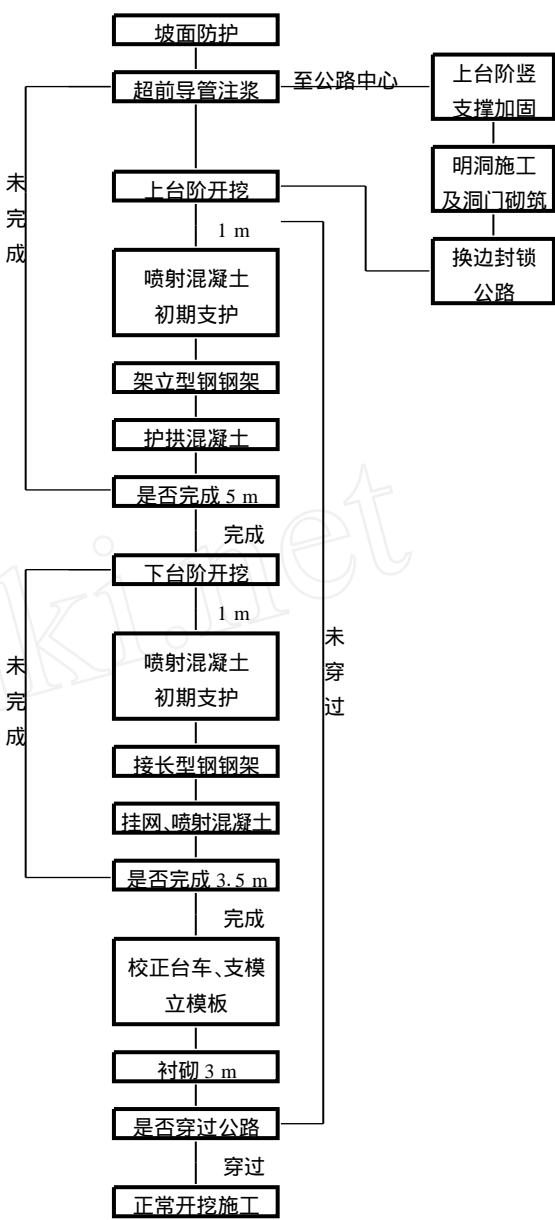 坡面防护
超前导管注浆
至公路中心
上台阶竖
支撑加固
明洞施工
及洞门砌筑
换边封锁
公路
未完成
上台阶开挖
1 m
喷射混凝土
初期支护
架立型钢钢架
护拱混凝土
是否完成 5 m
完成
下台阶开挖
1 m
未穿过
未完成
喷射混凝土
初期支护
接长型钢钢架
挂网、喷射混凝土
是否完成 3.5 m
完成
校正台车、支模
立模板
衬砌 3 m
是否穿过公路
穿过
正常开挖施工
ki.net